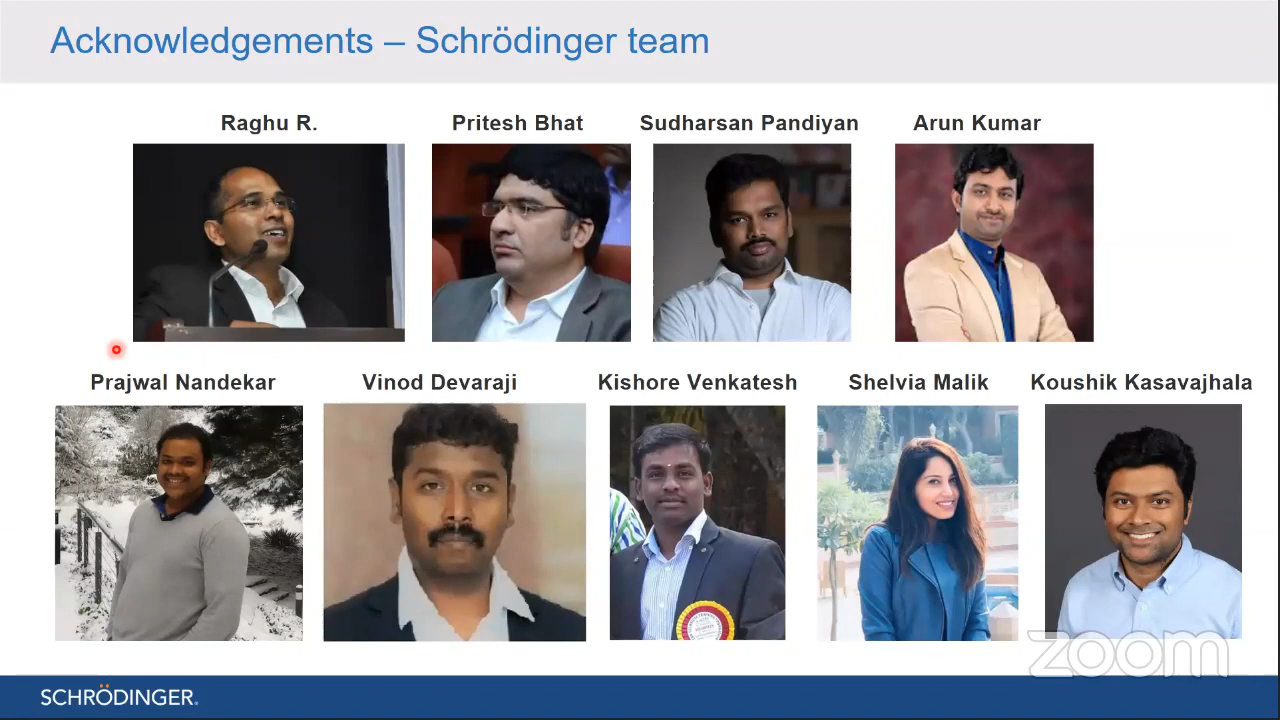 Acknowledgements – Schrödinger team
Raghu R.
Pritesh Bhat
Sudharsan Pandiyan
Arun Kumar
Prajwal Nandekar
Vinod Devaraji
Kishore Venkatesh
Shelvia Malik
Koushik Kasavajhala
zoom
SCHRÖDINGER.